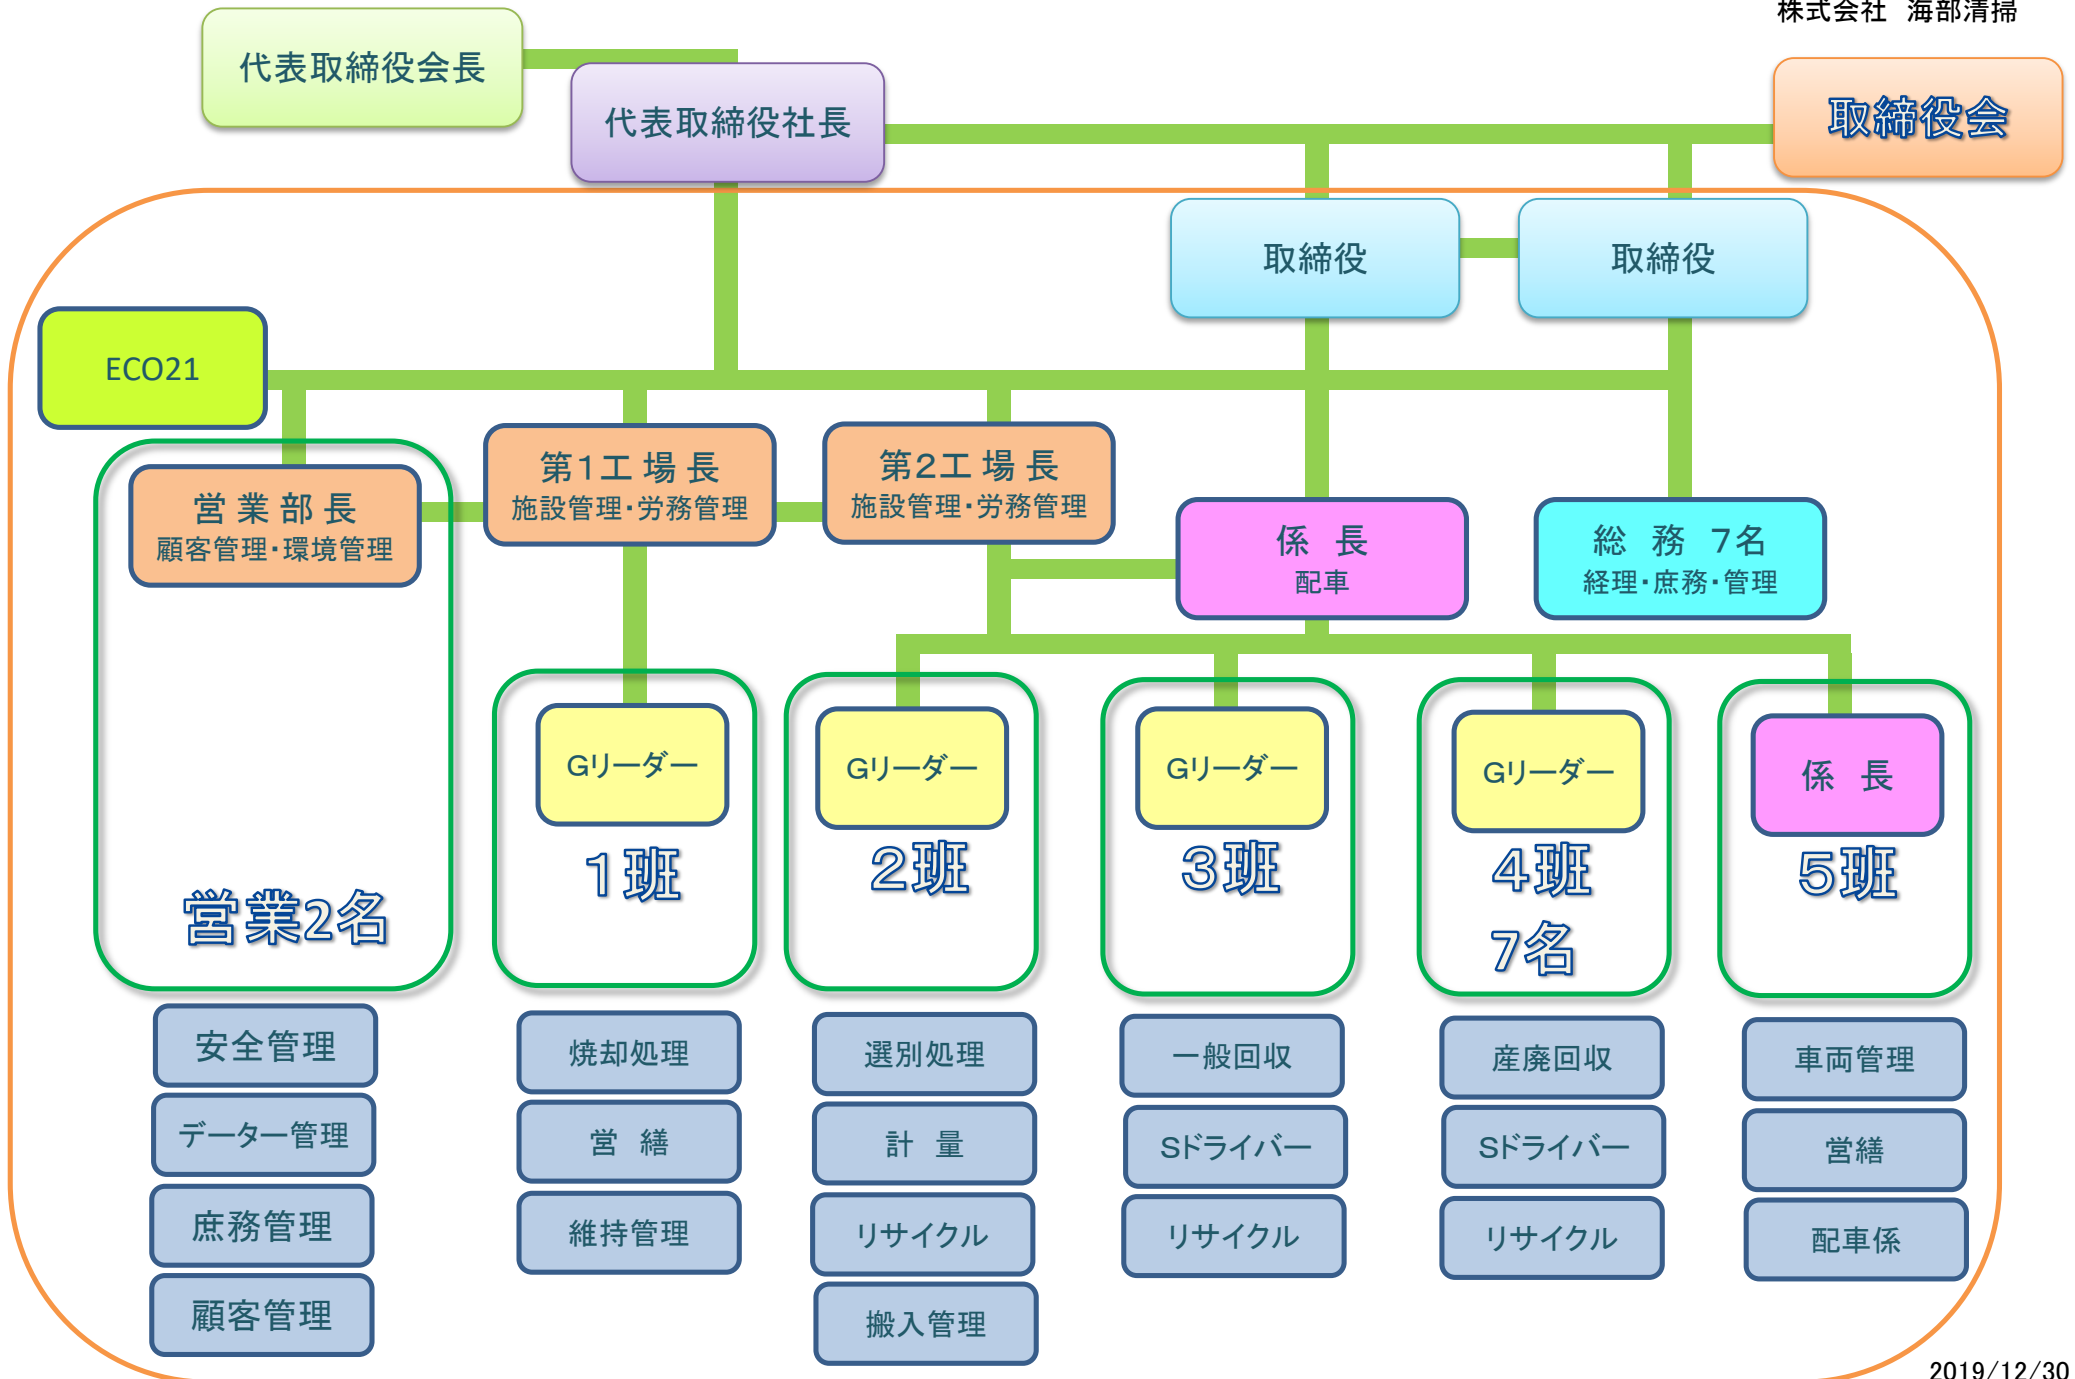 株式会社　海部清掃
代表取締役会長
代表取締役社長
取締役会
取締役
取締役
ECO21
営 業 部 長
顧客管理・環境管理
第1工 場 長
施設管理・労務管理
第2工 場 長
施設管理・労務管理
係　長
配車
総　務　7名
経理・庶務・管理
Gリーダー
1班
Gリーダー
2班
Gリーダー
3班
Gリーダー
4班
7名
係　長
5班
営業2名
安全管理
データー管理
庶務管理
顧客管理
焼却処理
営　繕
維持管理
選別処理
計　量
リサイクル
搬入管理
一般回収
Sドライバー
リサイクル
産廃回収
Sドライバー
リサイクル
車両管理
営繕
配車係
2019/12/30